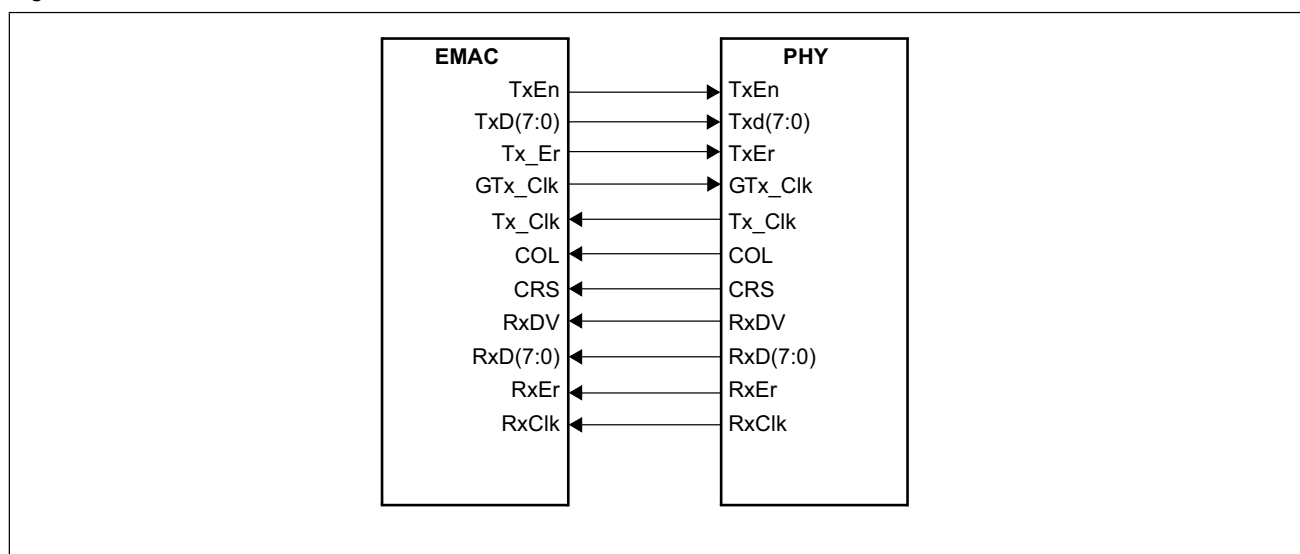 EMAC PHY
TxEn TxEn
TxD(7:0) Txd(7:0)
Tx_Er TxEr
GTx_Clk GTx_Clk
Tx_Clk Tx_Clk
COL COL
CRS CRS
RxDV RxDV
RxD(7:0) RxD(7:0)
RxEr RxEr
RxClk RxClk